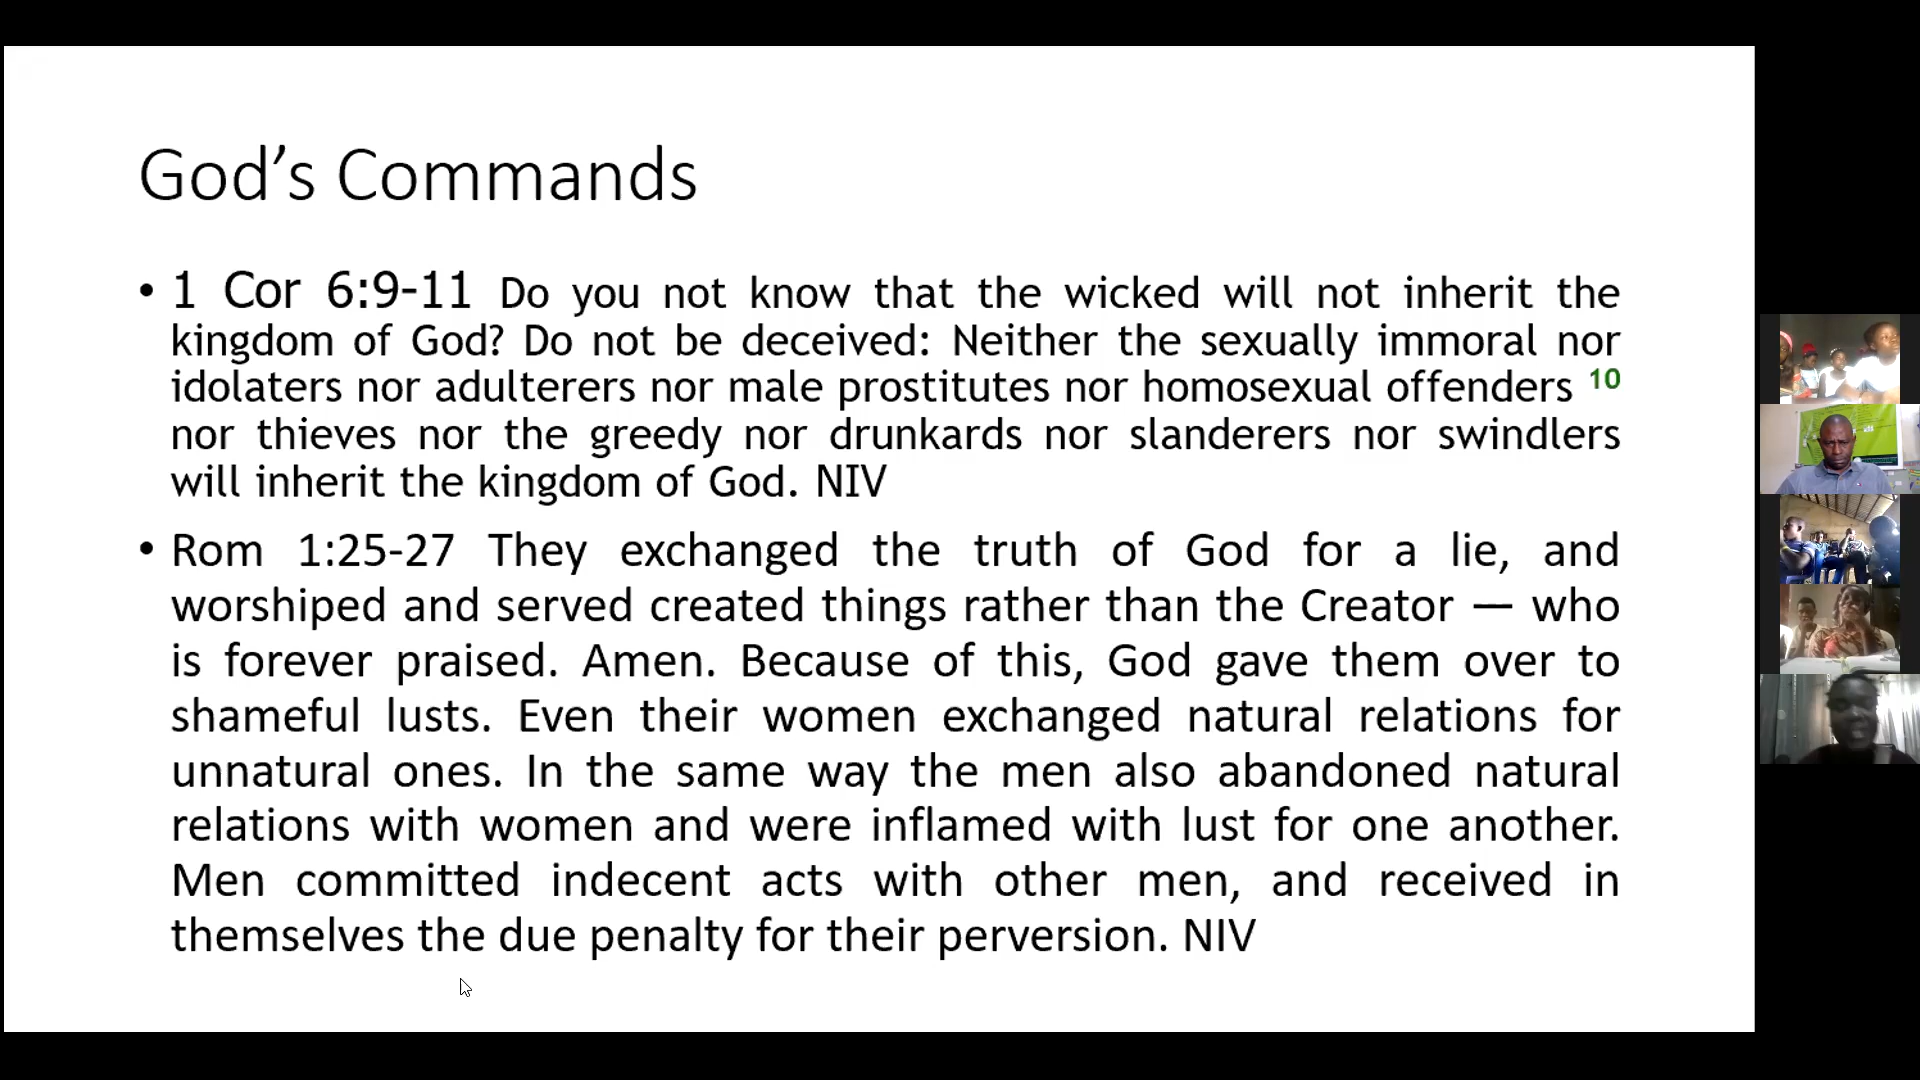 God’s Commands
• 1 Cor 6:9-11 Do you not know that the wicked will not inherit the
kingdom of God? Do not be deceived: Neither the sexually immoral nor
idolaters nor adulterers nor male prostitutes nor homosexual offenders 10
nor thieves nor the greedy nor drunkards nor slanderers nor swindlers
will inherit the kingdom of God. NIV
• Rom 1:25-27 They exchanged the truth of God for a lie, and
worshiped and served created things rather than the Creator — who
is forever praised. Amen. Because of this, God gave them over to
shameful lusts. Even their women exchanged natural relations for
unnatural ones. In the same way the men also abandoned natural
relations with women and were inflamed with lust for one another.
Men committed indecent acts with other men, and received in
themselves the due penalty for their perversion. NIV